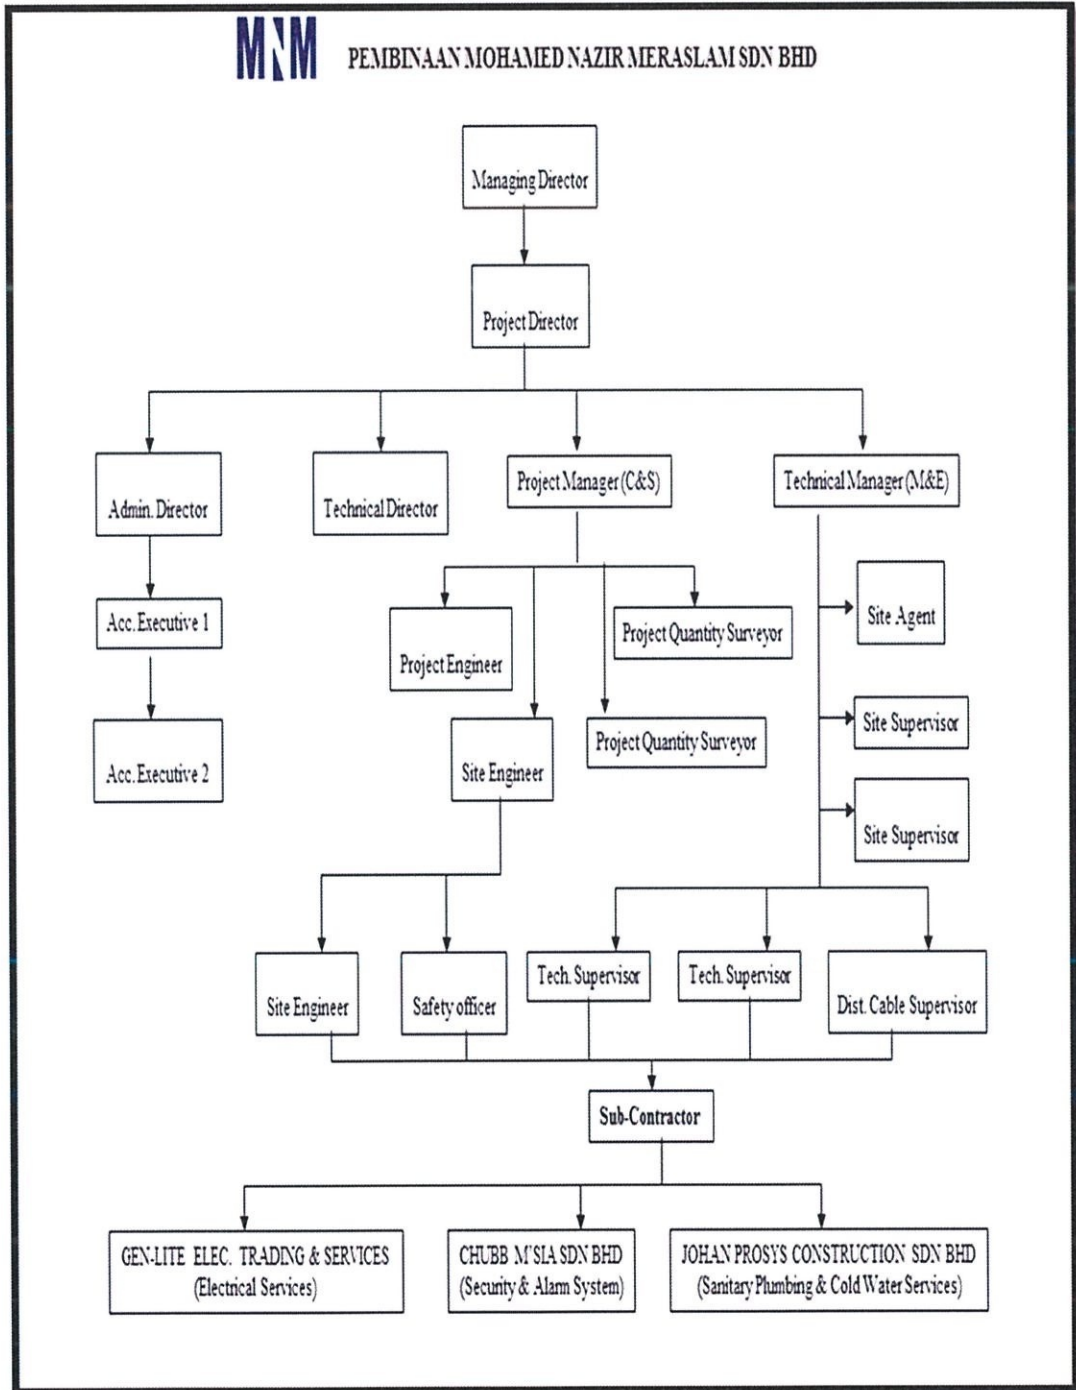 MNM
PEMBINAAN MOHAMED NAZIR MERASLAM SDN BHD
Managing Director
Project Director
Admin. Director
Technical Director
Project Manager (C&S)
Technical Manager (M&E)
Acc. Executive 1
Project Engineer
Project Quantity Surveyor
Site Agent
Acc. Executive 2
Site Engineer
Project Quantity Surveyor
Site Supervisor
Site Supervisor
Site Engineer
Safety officer
Tech. Supervisor
Tech. Supervisor
Dist. Cable Supervisor
Sub-Contractor
GEN-LITE ELEC. TRADING & SERVICES
(Electrical Services)
CHUBB M'SIA SDN BHD
(Security & Alarm System)
JOHAN PROSYS CONSTRUCTION SDN BHD
(Sanitary Plumbing & Cold Water Services)